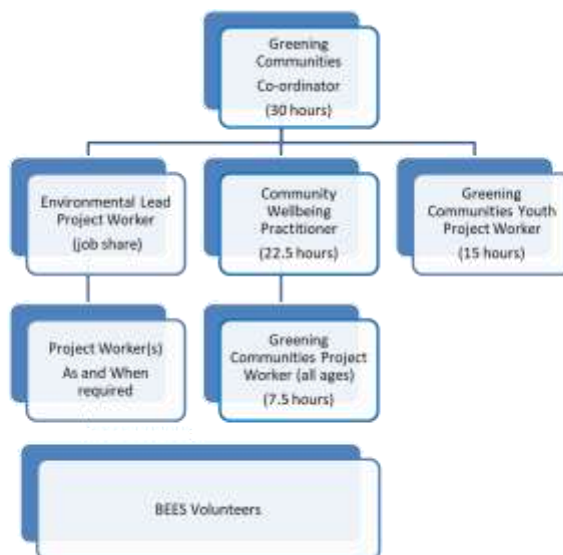 Greening
Communities
Co-ordinator
(30 hours)
Environmental Lead
Project Worker
(job share)
Community
Wellbeing
Practitioner
(22.5 hours)
Greening
Communities Youth
Project Worker
(15 hours)
Project Worker(s)
As and When
required
Greening
Communities Project
Worker (all ages)
(7.5 hours)
BEES Volunteers